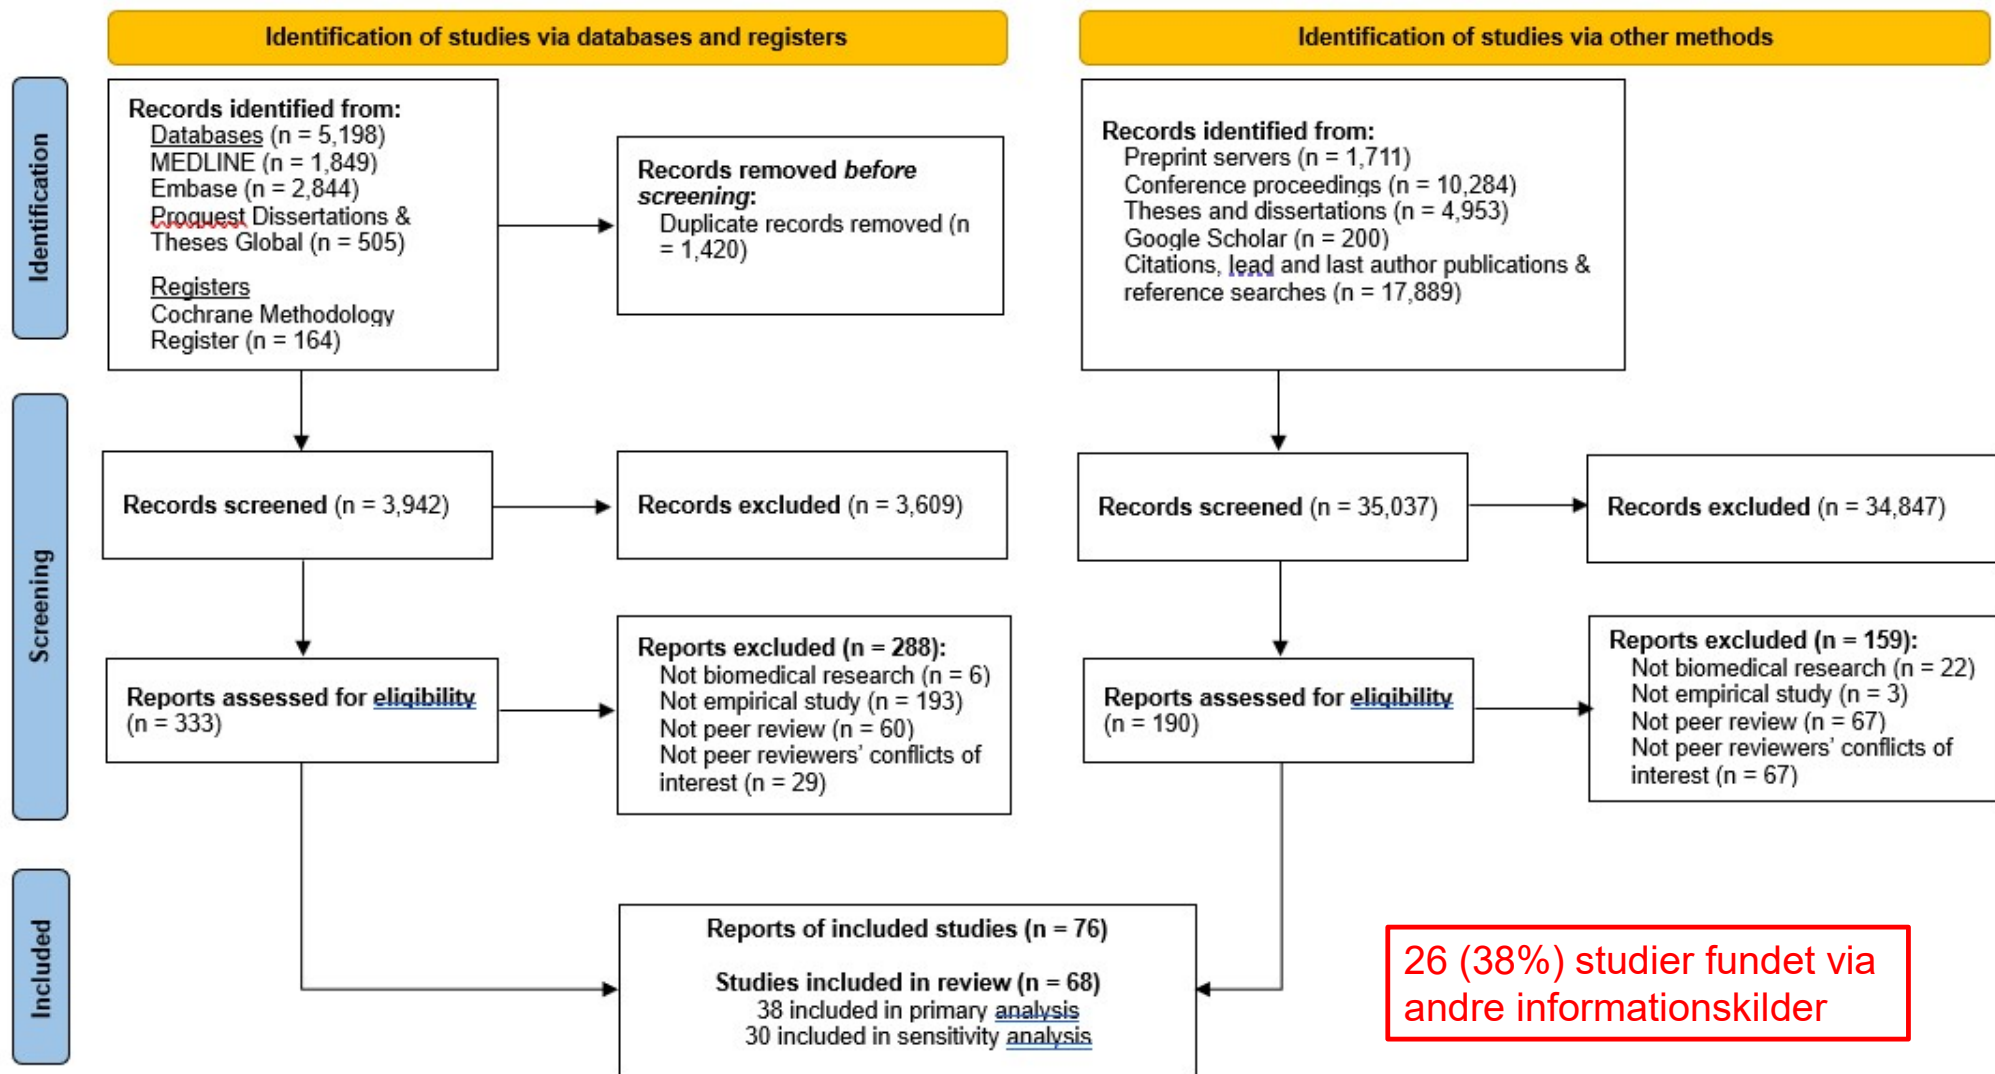 Identification of studies via databases and registers
Identification of studies via other methods
Identification
Records identified from:
Databases (n = 5,198)
MEDLINE (n = 1,849)
Embase (n = 2,844)
Proquest Dissertations &
Theses Global (n = 505)
Registers
Cochrane Methodology
Register (n = 164)
Records removed before
screening:
Duplicate records removed (n
= 1,420)
Records identified from:
Preprint servers (n = 1,711)
Conference proceedings (n = 10,284)
Theses and dissertations (n = 4,953)
Google Scholar (n = 200)
Citations, lead and last author publications &
reference searches (n = 17,889)
Screening
Records screened (n = 3,942)
Records excluded (n = 3,609)
Records screened (n = 35,037)
Records excluded (n = 34,847)
Reports assessed for eligibility
(n = 333)
Reports excluded (n = 288):
Not biomedical research (n = 6)
Not empirical study (n = 193)
Not peer review (n = 60)
Not peer reviewers’ conflicts of
interest (n = 29)
Reports assessed for eligibility
(n = 190)
Reports excluded (n = 159):
Not biomedical research (n = 22)
Not empirical study (n = 3)
Not peer review (n = 67)
Not peer reviewers’ conflicts of
interest (n = 67)
Included
Reports of included studies (n = 76)
Studies included in review (n = 68)
38 included in primary analysis
30 included in sensitivity analysis
26 (38%) studier fundet via
andre informationskilder